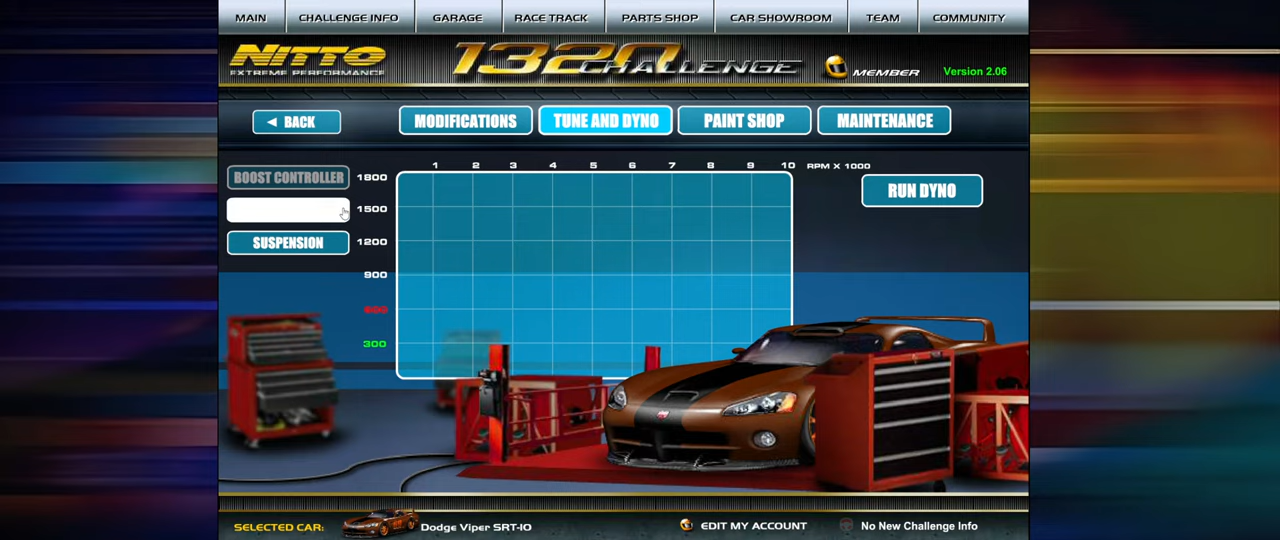 MAIN
CHALLENGE INFO
GARAGE
RACE TRACK
PARTS SHOP
CAR SHOWROOM
TEAM
COMMUNITY
NITTO
EXTREME PERFORMANCE
1320 CHALLENGE
MEMBER
Version 2.06
BACK
MODIFICATIONS
TUNE AND DYNO
PAINT SHOP
MAINTENANCE
1 2 3 4 5 6 7 8 9 10 RPM X 1000
BOOST CONTROLLER
SUSPENSION
1800
1500
1200
900
600
300
RUN DYNO
SELECTED CAR:
Dodge Viper SRT-10
EDIT MY ACCOUNT
No New Challenge Info